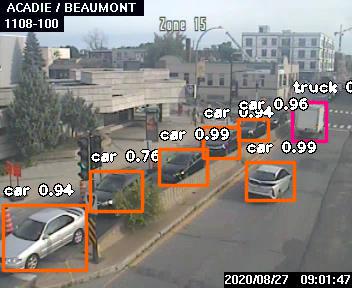 ACADIE / BEAUMONT
1108-100
Zone 15
truck 0
car 0.96
car 0.94
car 0.99
car 0.99
car 0.76
car 0.94
2020/08/27 09:01:47